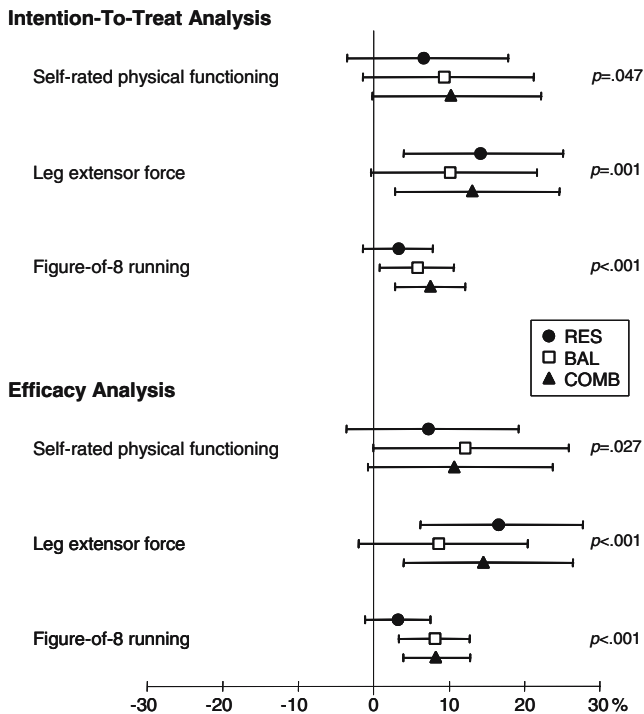 Intention-To-Treat Analysis
Self-rated physical functioning
p=.047
Leg extensor force
p=.001
Figure-of-8 running
p<.001
RES
BAL
COMB
Efficacy Analysis
Self-rated physical functioning
p=.027
Leg extensor force
p<.001
Figure-of-8 running
p<.001
-30 -20 -10 0 10 20 30 %